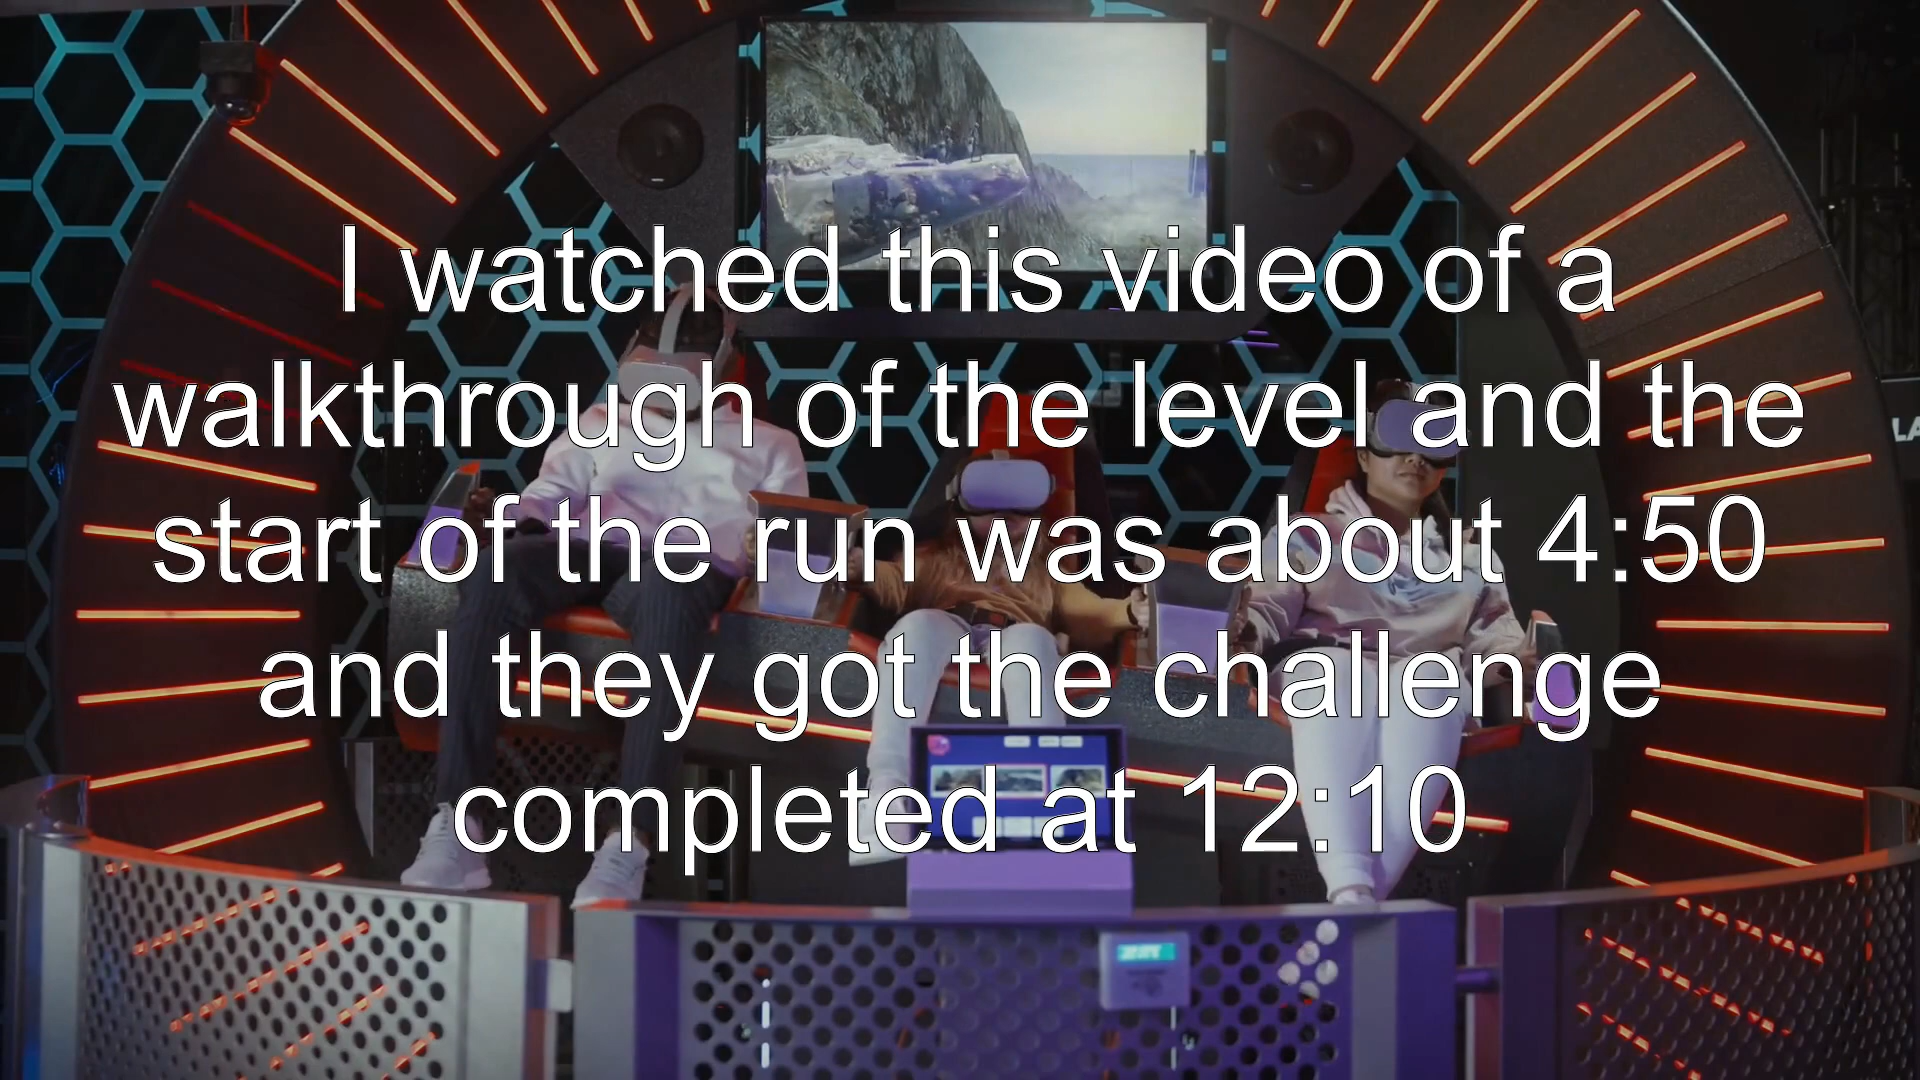 I watched this video of a
walkthrough of the level and the
start of the run was about 4:50
and they got the challenge
completed at 12:10